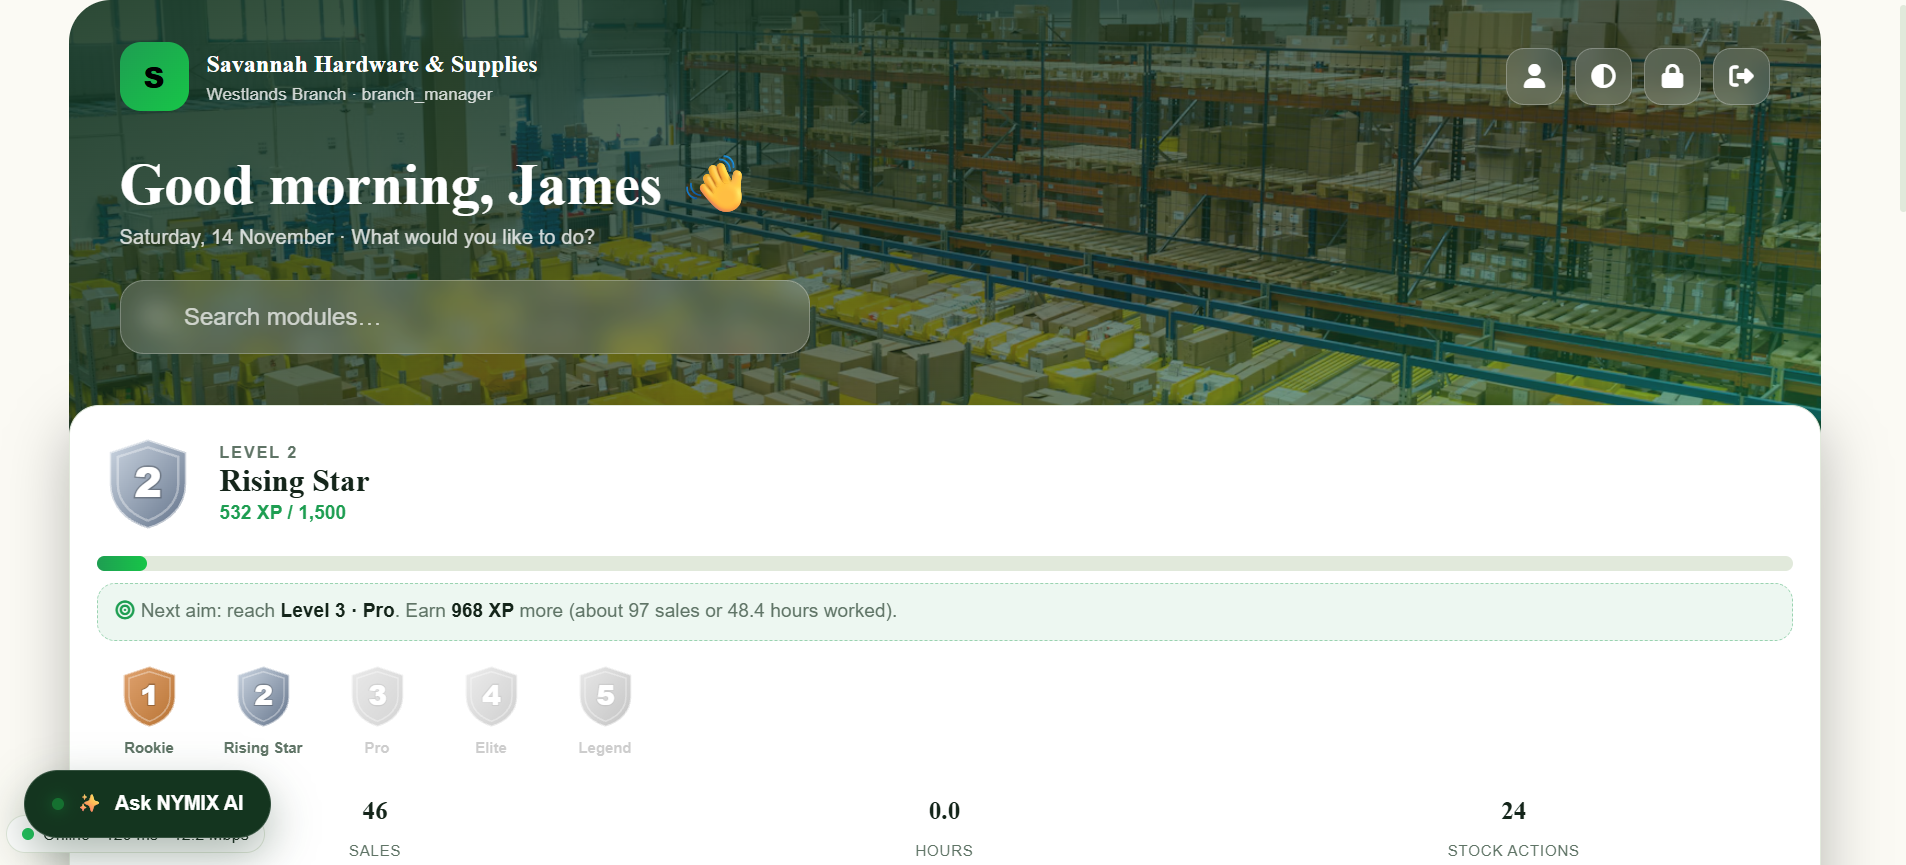 S
Savannah Hardware & Supplies
Westlands Branch · branch_manager
Good morning, James 👋
Saturday, 14 November · What would you like to do?
Search modules…
2
LEVEL 2
Rising Star
532 XP / 1,500
Next aim: reach Level 3 · Pro. Earn 968 XP more (about 97 sales or 48.4 hours worked).
1 2 3 4 5
Rookie Rising Star Pro Elite Legend
✨ Ask NYMIX AI
46 0.0 24
SALES HOURS STOCK ACTIONS